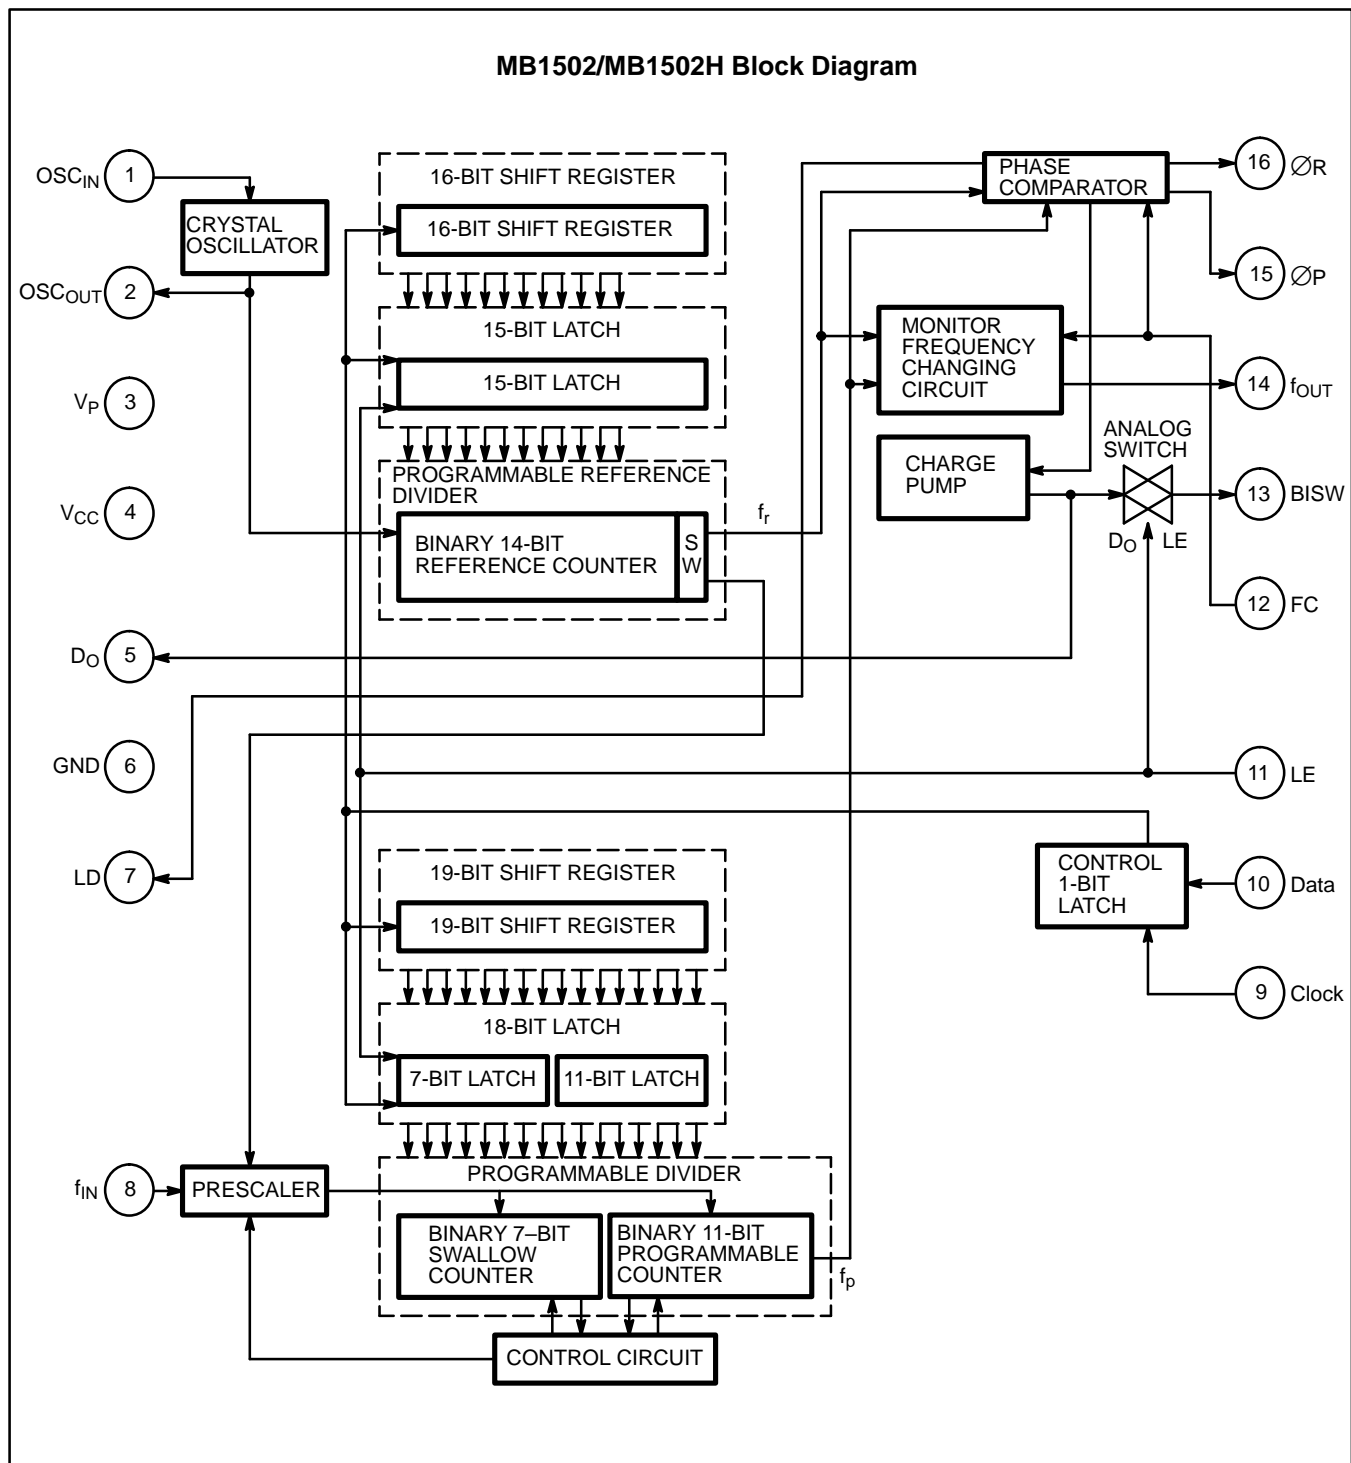 MB1502/MB1502H Block Diagram
OSCIN
1
CRYSTAL
OSCILLATOR
OSCOUT
2
VP
3
VCC
4
DO
5
GND
6
LD
7
fIN
8
PRESCALER
16-BIT SHIFT REGISTER
16-BIT SHIFT REGISTER
15-BIT LATCH
15-BIT LATCH
PROGRAMMABLE REFERENCE
DIVIDER
BINARY 14-BIT
REFERENCE COUNTER
S
W
fr
19-BIT SHIFT REGISTER
19-BIT SHIFT REGISTER
18-BIT LATCH
7-BIT LATCH
11-BIT LATCH
PROGRAMMABLE DIVIDER
BINARY 7–BIT
SWALLOW
COUNTER
BINARY 11-BIT
PROGRAMMABLE
COUNTER
fp
CONTROL CIRCUIT
PHASE
COMPARATOR
MONITOR
FREQUENCY
CHANGING
CIRCUIT
CHARGE
PUMP
ANALOG
SWITCH
DO
LE
CONTROL
1-BIT
LATCH
16
∅R
15
∅P
14
fOUT
13
BISW
12
FC
11
LE
10
Data
9
Clock